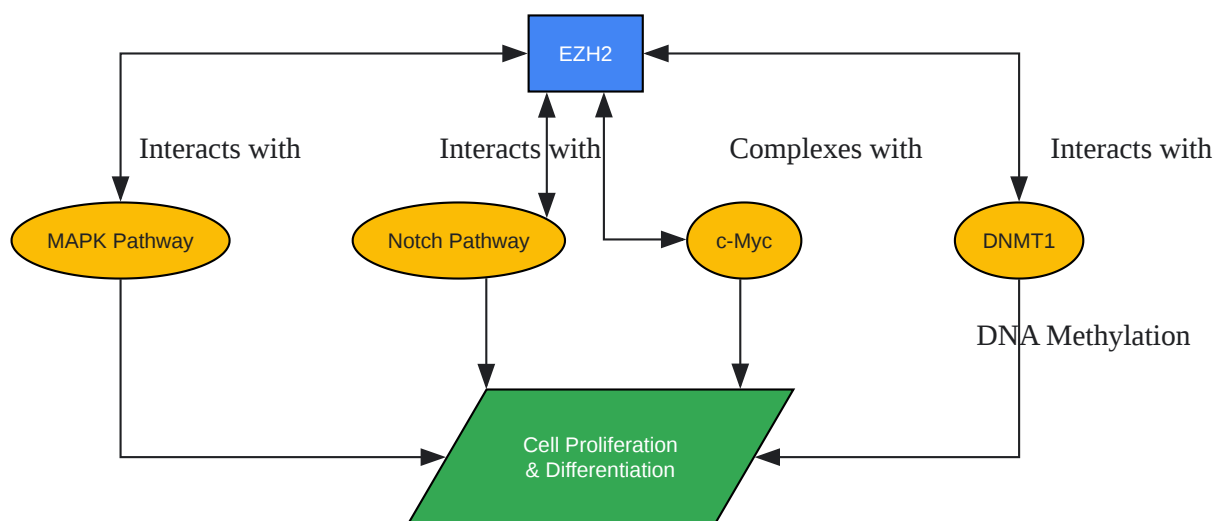 EZH2
Interacts with
Interacts with
Complexes with
Interacts with
MAPK Pathway
Notch Pathway
c-Myc
DNMT1
DNA Methylation
Cell Proliferation
& Differentiation